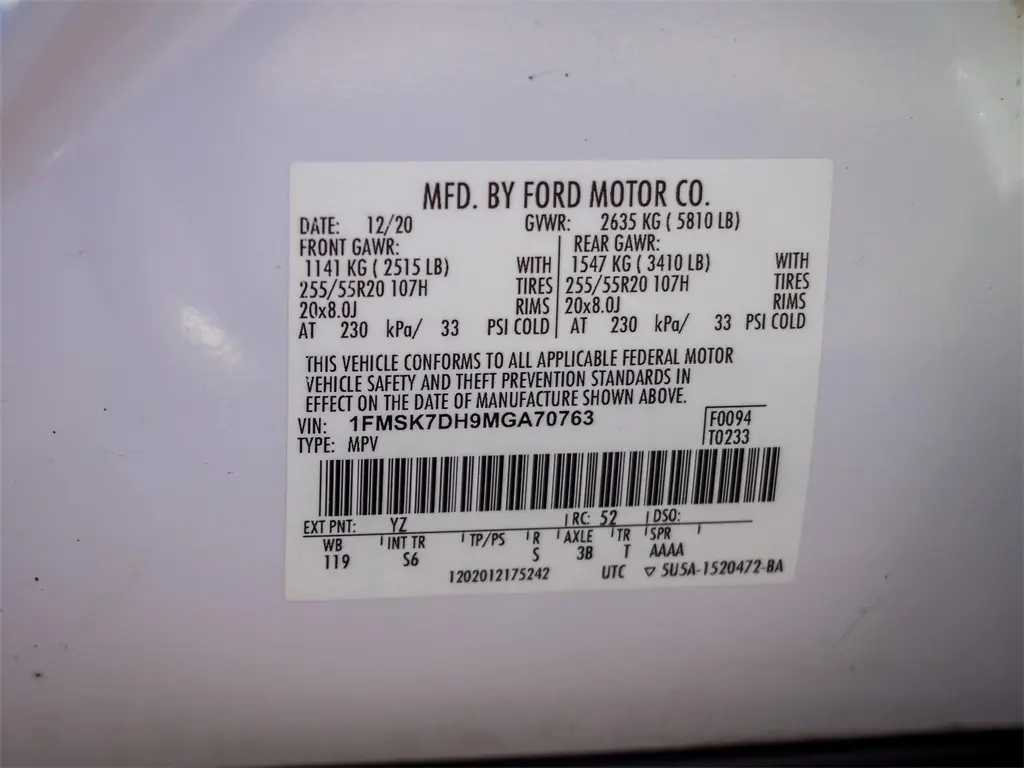 MFD. BY FORD MOTOR CO.
DATE: 12/20 GVWR: 2635 KG ( 5810 LB)
FRONT GAWR: REAR GAWR:
1141 KG ( 2515 LB) WITH 1547 KG ( 3410 LB) WITH
255/55R20 107H TIRES 255/55R20 107H TIRES
20x8.0J RIMS 20x8.0J RIMS
AT 230 kPa/ 33 PSI COLD AT 230 kPa/ 33 PSI COLD
THIS VEHICLE CONFORMS TO ALL APPLICABLE FEDERAL MOTOR
VEHICLE SAFETY AND THEFT PREVENTION STANDARDS IN
EFFECT ON THE DATE OF MANUFACTURE SHOWN ABOVE.
VIN: 1FMSK7DH9MGA70763 F0094
TYPE: MPV T0233
EXT PNT: YZ RC: 52 DSO:
WB INT TR TP/PS R AXLE TR SPR
119 S6 S 3B T AAAA
1202012175242 UTC ▽ 5U5A-1520472-BA